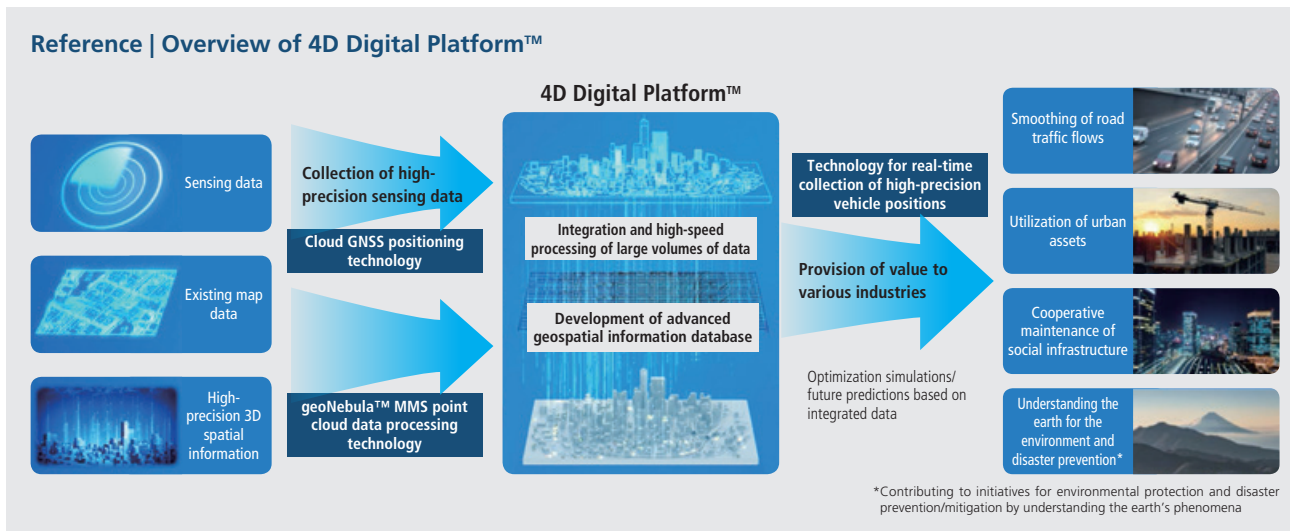 Reference | Overview of 4D Digital Platform™
Sensing data
Existing map
data
High-
precision 3D
spatial
information
Collection of high-
precision sensing data
Cloud GNSS positioning
technology
geoNebula™ MMS point
cloud data processing
technology
4D Digital Platform™
Integration and high-speed
processing of large volumes of data
Development of advanced
geospatial information database
Technology for real-time
collection of high-precision
vehicle positions
Provision of value to
various industries
Optimization simulations/
future predictions based on
integrated data
Smoothing of road
traffic flows
Utilization of urban
assets
Cooperative
maintenance of
social infrastructure
Understanding the
earth for the
environment and
disaster prevention*
*Contributing to initiatives for environmental protection and disaster
prevention/mitigation by understanding the earth's phenomena